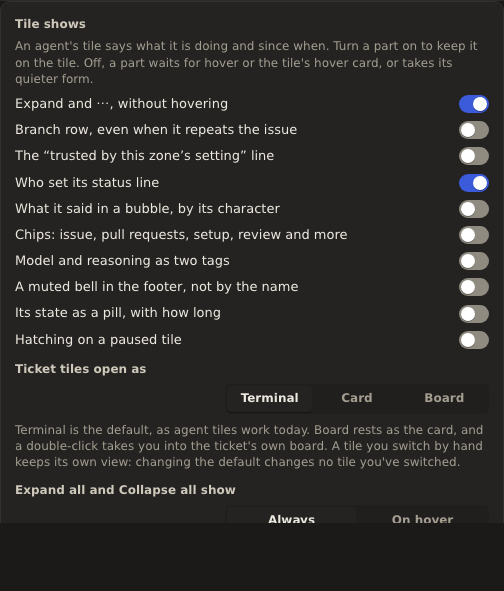 Tile shows
An agent's tile says what it is doing and since when. Turn a part on to keep it
on the tile. Off, a part waits for hover or the tile's hover card, or takes its
quieter form.
Expand and ···, without hovering
Branch row, even when it repeats the issue
The “trusted by this zone’s setting” line
Who set its status line
What it said in a bubble, by its character
Chips: issue, pull requests, setup, review and more
Model and reasoning as two tags
A muted bell in the footer, not by the name
Its state as a pill, with how long
Hatching on a paused tile
Ticket tiles open as
Terminal Card Board
Terminal is the default, as agent tiles work today. Board rests as the card, and
a double-click takes you into the ticket's own board. A tile you switch by hand
keeps its own view: changing the default changes no tile you've switched.
Expand all and Collapse all show
Always On hover